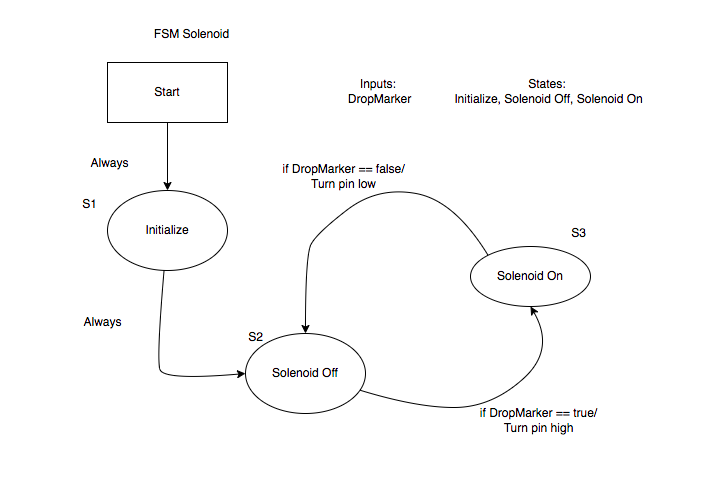 FSM Solenoid
Start
Inputs:
DropMarker
States:
Initialize, Solenoid Off, Solenoid On
Always
if DropMarker == false/
Turn pin low
S1
Initialize
S3
Solenoid On
Always
S2
Solenoid Off
if DropMarker == true/
Turn pin high